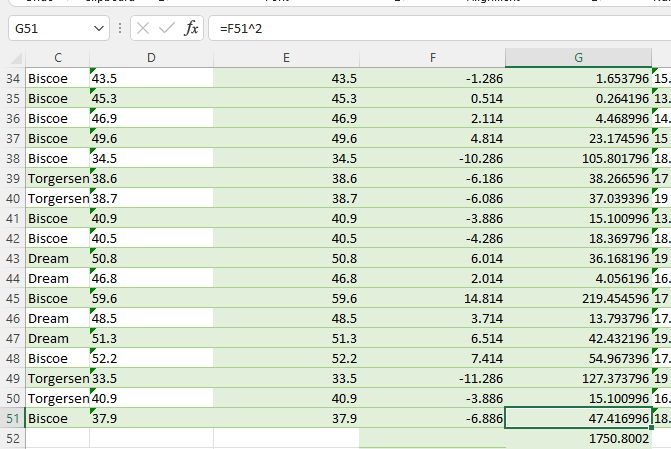 G51 fx =F51^2
C D E F G
34 Biscoe 43.5 43.5 -1.286 1.653796 15.
35 Biscoe 45.3 45.3 0.514 0.264196 13.
36 Biscoe 46.9 46.9 2.114 4.468996 14.
37 Biscoe 49.6 49.6 4.814 23.174596 15
38 Biscoe 34.5 34.5 -10.286 105.801796 18.
39 Torgersen 38.6 38.6 -6.186 38.266596 17
40 Torgersen 38.7 38.7 -6.086 37.039396 19
41 Biscoe 40.9 40.9 -3.886 15.100996 13.
42 Biscoe 40.5 40.5 -4.286 18.369796 18.
43 Dream 50.8 50.8 6.014 36.168196 19
44 Dream 46.8 46.8 2.014 4.056196 16.
45 Biscoe 59.6 59.6 14.814 219.454596 17
46 Dream 48.5 48.5 3.714 13.793796 17.
47 Dream 51.3 51.3 6.514 42.432196 19.
48 Biscoe 52.2 52.2 7.414 54.967396 17.
49 Torgersen 33.5 33.5 -11.286 127.373796 19
50 Torgersen 40.9 40.9 -3.886 15.100996 16.
51 Biscoe 37.9 37.9 -6.886 47.416996 18.
52 1750.8002